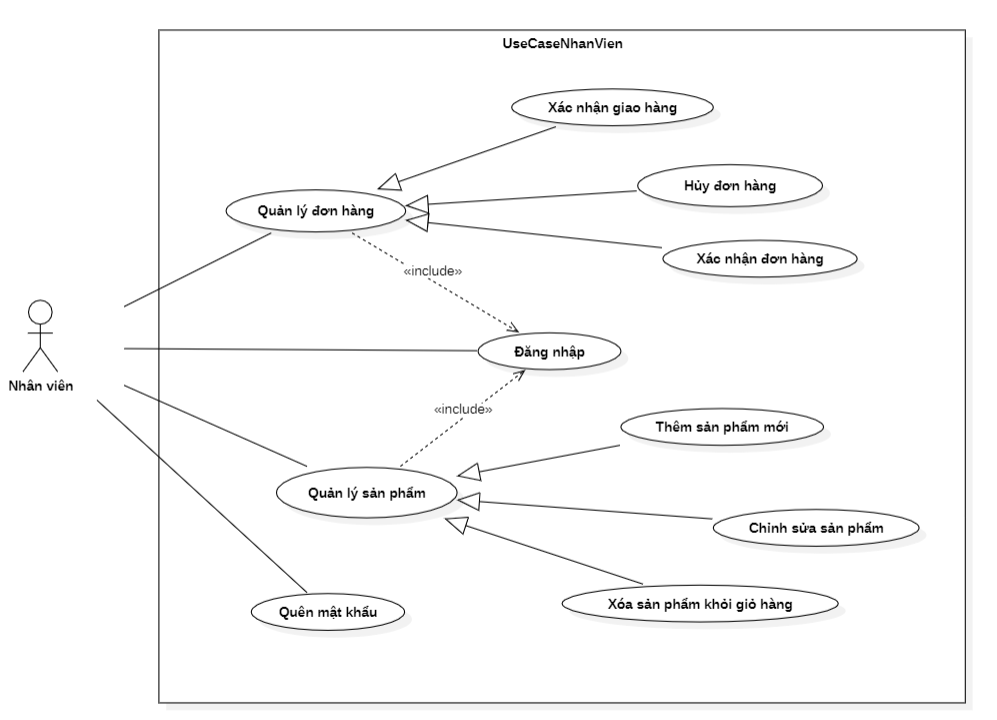 UseCaseNhanVien
Xác nhận giao hàng
Hủy đơn hàng
Quản lý đơn hàng
Xác nhận đơn hàng
«include»
Đăng nhập
Nhân viên
«include»
Thêm sản phẩm mới
Quản lý sản phẩm
Chỉnh sửa sản phẩm
Xóa sản phẩm khỏi giỏ hàng
Quên mật khẩu